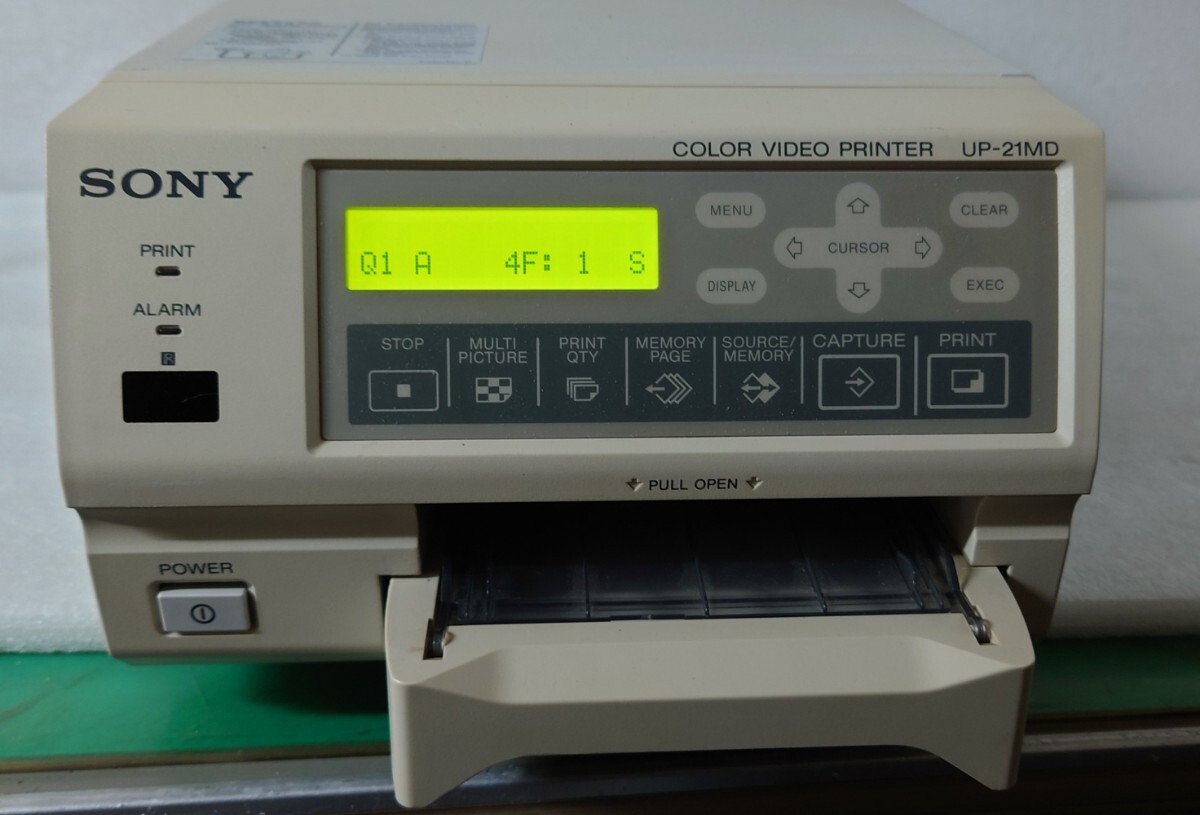 COLOR VIDEO PRINTER UP-21MD
SONY
PRINT
ALARM
R
Q1 A 4F: 1 S
MENU
CLEAR
CURSOR
DISPLAY
EXEC
STOP
MULTI
PICTURE
PRINT
QTY
MEMORY
PAGE
SOURCE/
MEMORY
CAPTURE
PRINT
PULL OPEN
POWER